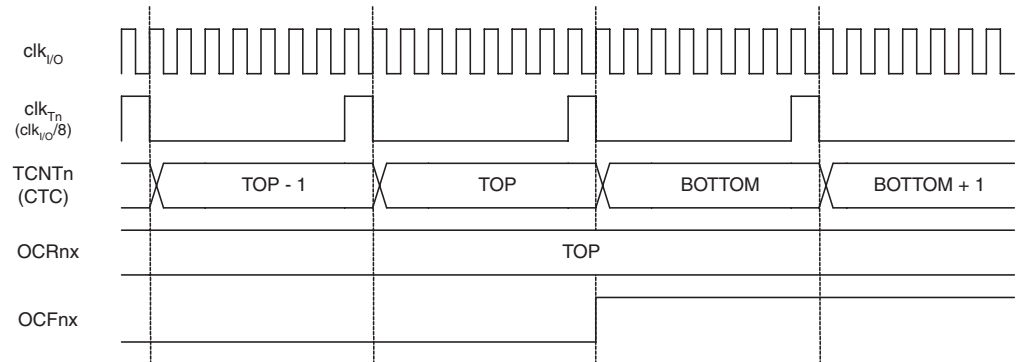 clkI/O
clkTn
(clkI/O/8)
TCNTn
(CTC)
TOP - 1
TOP
BOTTOM
BOTTOM + 1
OCRnx
TOP
OCFnx